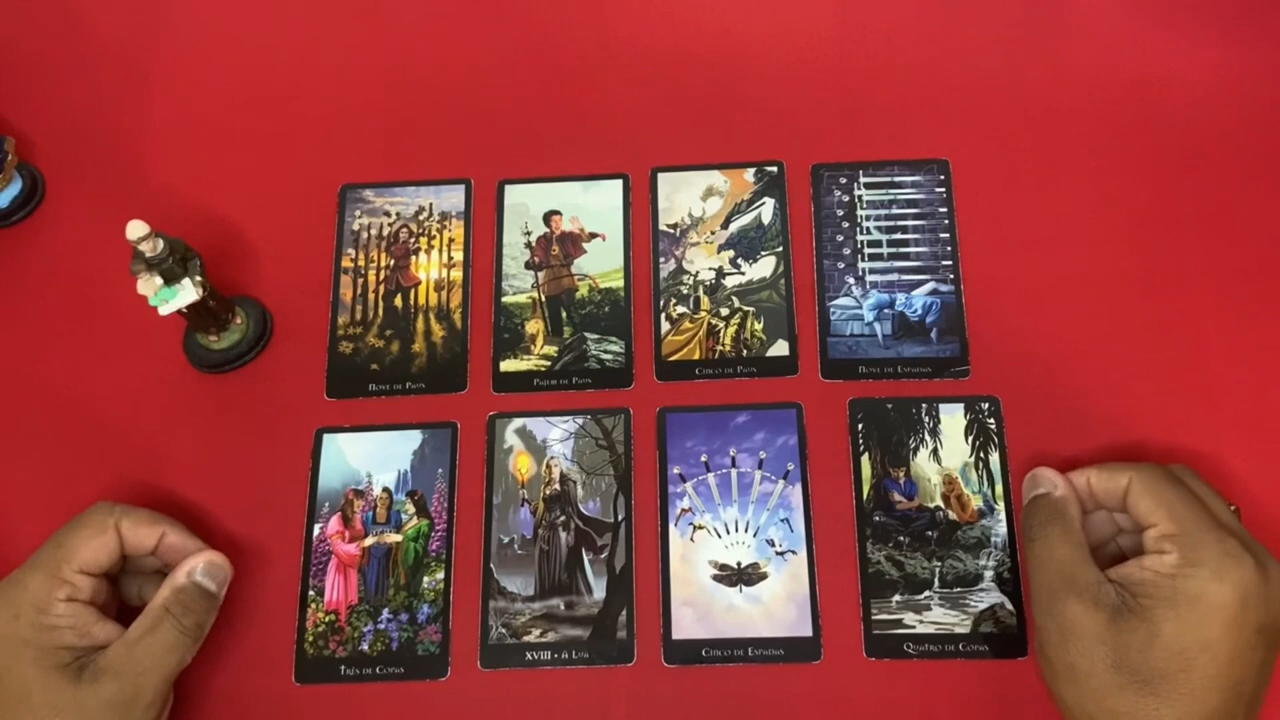 Nove de Paus
Pajem de Paus
Cinco de Paus
Nove de Espadas
Três de Copas
XVIII • A Lua
Cinco de Espadas
Quatro de Copas